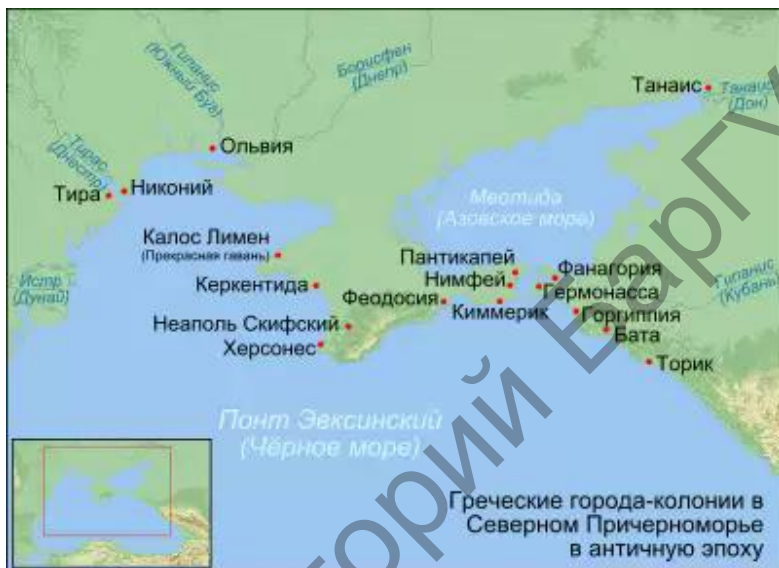 Гипанис
(Южный Буг)
Борисфен
(Днепр)
Танаис
Танаис
(Дон)
Ольвия
Тирас
(Днестр)
Тира
Никоний
Меотида
(Азовское море)
Калос Лимен
(Прекрасная гавань)
Пантикапей
Фанагория
Истр
(Дунай)
Керкентида
Нимфей
Гермонасса
Гипанис
(Кубань)
Феодосия
Киммерик
Горгиппия
Неаполь Скифский
Бата
Херсонес
Торик
Понт Эвксинский
(Чёрное море)
Греческие города-колонии в
Северном Причерноморье
в античную эпоху